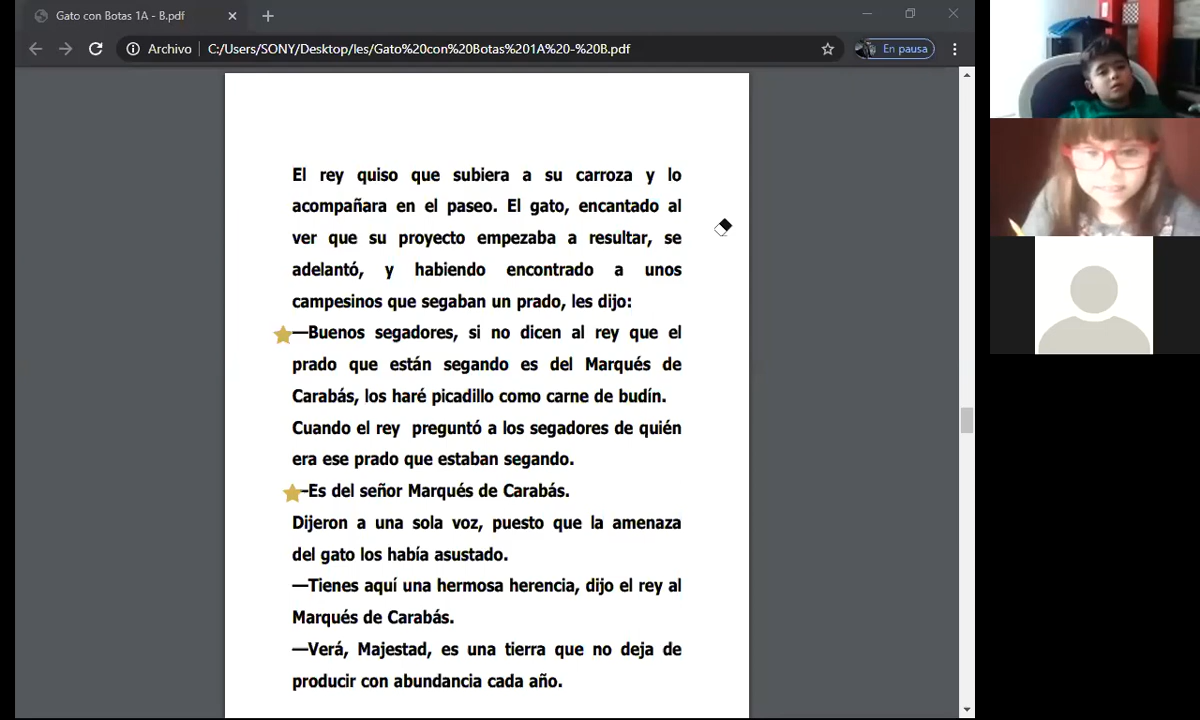 Gato con Botas 1A - B.pdf
Archivo
C:/Users/SONY/Desktop/les/Gato%20con%20Botas%201A%20-%20B.pdf
En pausa
El rey quiso que subiera a su carroza y lo
acompañara en el paseo. El gato, encantado al
ver que su proyecto empezaba a resultar, se
adelantó, y habiendo encontrado a unos
campesinos que segaban un prado, les dijo:
—Buenos segadores, si no dicen al rey que el
prado que están segando es del Marqués de
Carabás, los haré picadillo como carne de budín.
Cuando el rey preguntó a los segadores de quién
era ese prado que estaban segando.
—Es del señor Marqués de Carabás.
Dijeron a una sola voz, puesto que la amenaza
del gato los había asustado.
—Tienes aquí una hermosa herencia, dijo el rey al
Marqués de Carabás.
—Verá, Majestad, es una tierra que no deja de
producir con abundancia cada año.